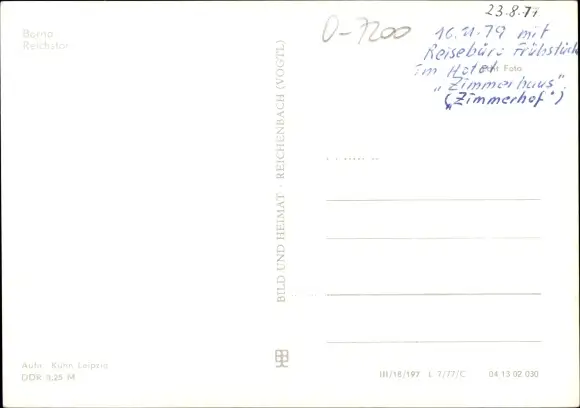 Borna
Reichstor
O-7200
23.8.77
16.11.79 mit
Reisebüro Frühstück
im Hotel
Echt Foto
"Zimmerhaus"
("Zimmerhof")
BILD UND HEIMAT · REICHENBACH (VOGTL)
Aufn. Kühn Leipzig
DDR 0,25 M
III/18/197 L 7/77/C 04 13 02 030